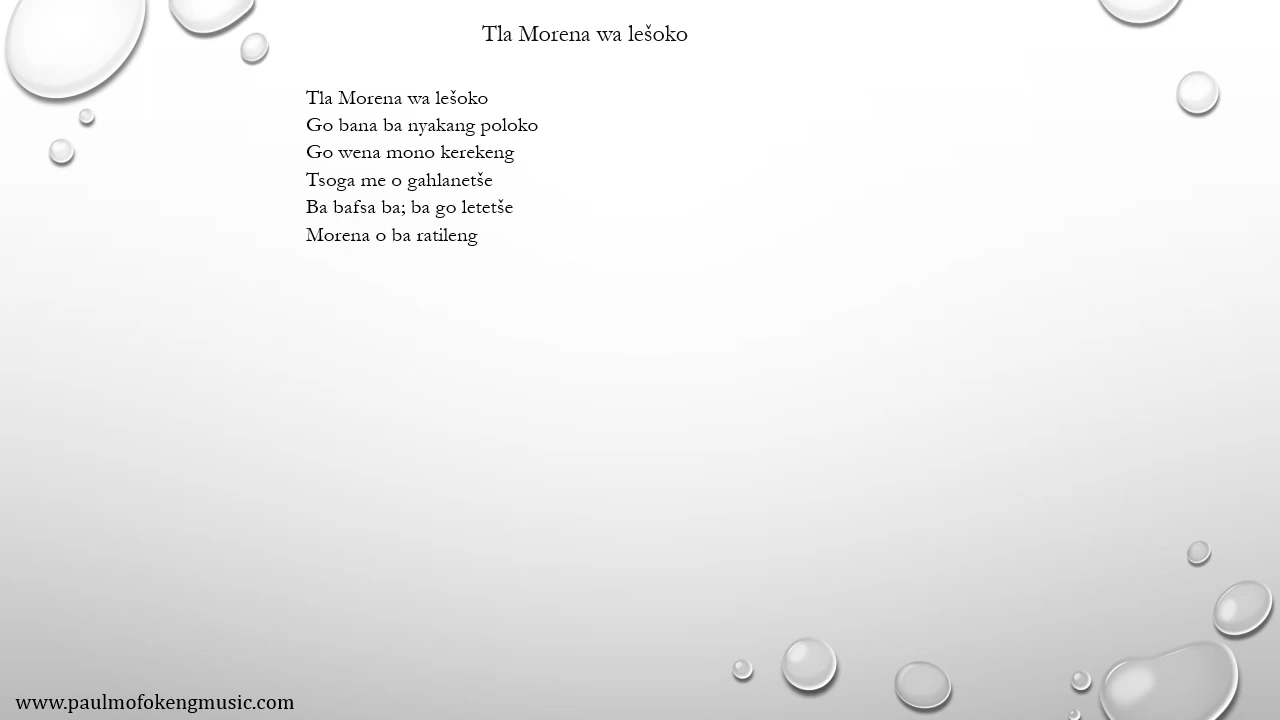 Tla Morena wa lešoko
Tla Morena wa lešoko
Go bana ba nyakang poloko
Go wena mono kerekeng
Tsoga me o gahlanetše
Ba bafsa ba; ba go letetše
Morena o ba ratileng
www.paulmofokengmusic.com